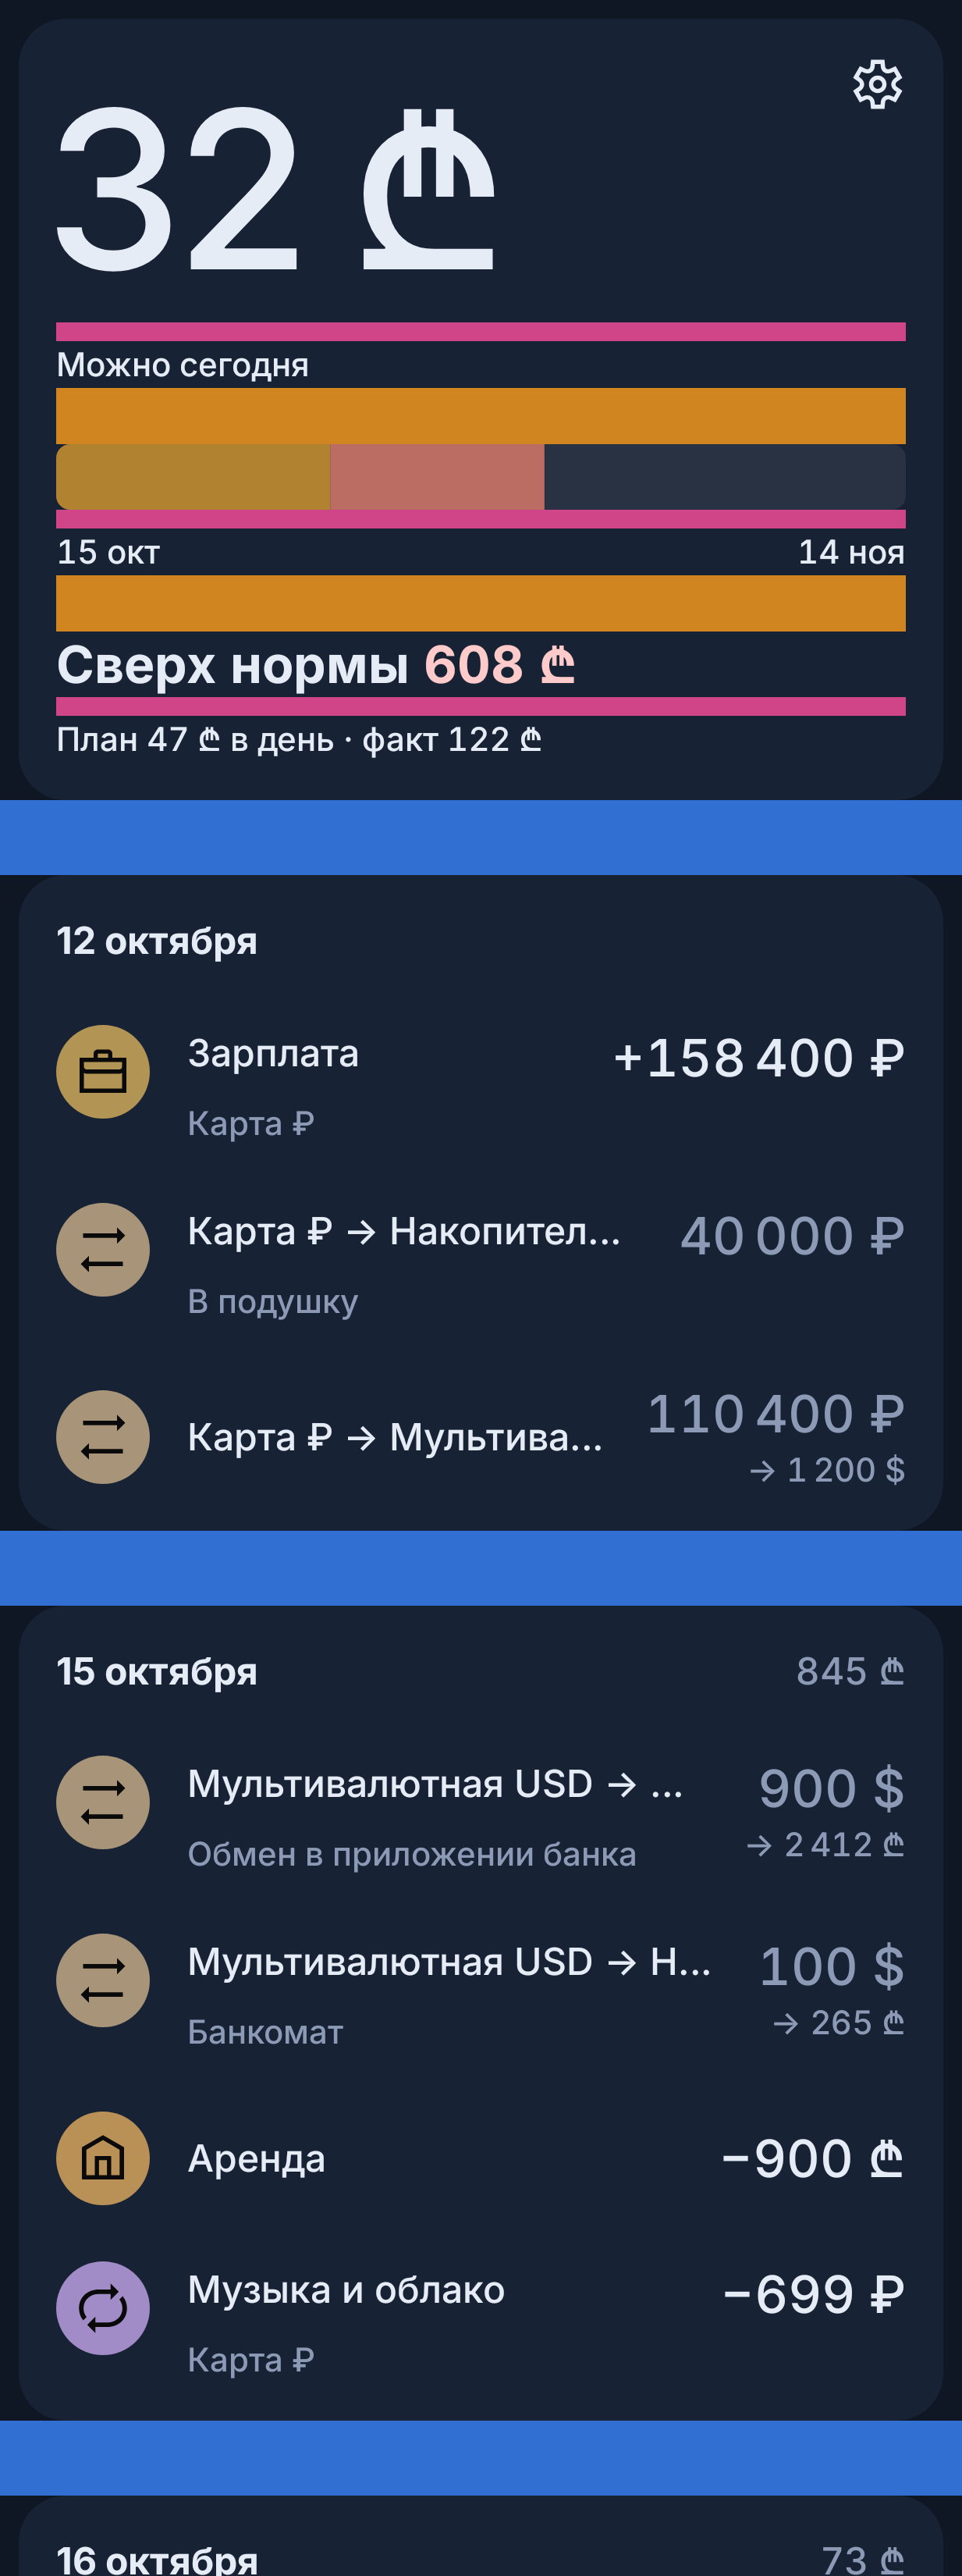 32 ₾
Можно сегодня
15 окт 14 ноя
Сверх нормы 608 ₾
План 47 ₾ в день · факт 122 ₾
12 октября
Зарплата +158 400 ₽
Карта ₽
Карта ₽ → Накопител... 40 000 ₽
В подушку
Карта ₽ → Мультива... 110 400 ₽
→ 1 200 $
15 октября 845 ₾
Мультивалютная USD → ... 900 $
Обмен в приложении банка → 2 412 ₾
Мультивалютная USD → Н... 100 $
Банкомат → 265 ₾
Аренда −900 ₾
Музыка и облако −699 ₽
Карта ₽
16 октября 73 ₾